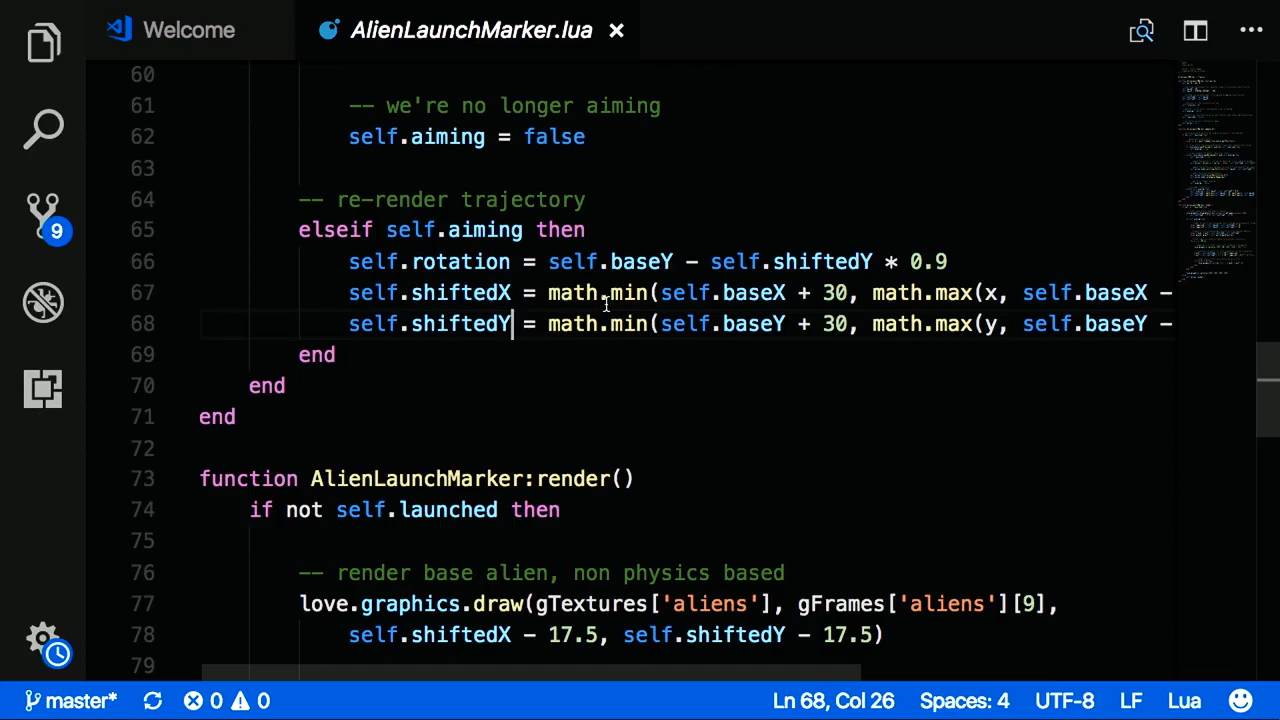 Welcome
AlienLaunchMarker.lua
60
61 -- we're no longer aiming
62 self.aiming = false
63
64 -- re-render trajectory
65 elseif self.aiming then
66 self.rotation = self.baseY - self.shiftedY * 0.9
67 self.shiftedX = math.min(self.baseX + 30, math.max(x, self.baseX -
68 self.shiftedY = math.min(self.baseY + 30, math.max(y, self.baseY -
69 end
70 end
71 end
72
73 function AlienLaunchMarker:render()
74 if not self.launched then
75
76 -- render base alien, non physics based
77 love.graphics.draw(gTextures['aliens'], gFrames['aliens'][9],
78 self.shiftedX - 17.5, self.shiftedY - 17.5)
79
9
master* 0 0 Ln 68, Col 26 Spaces: 4 UTF-8 LF Lua